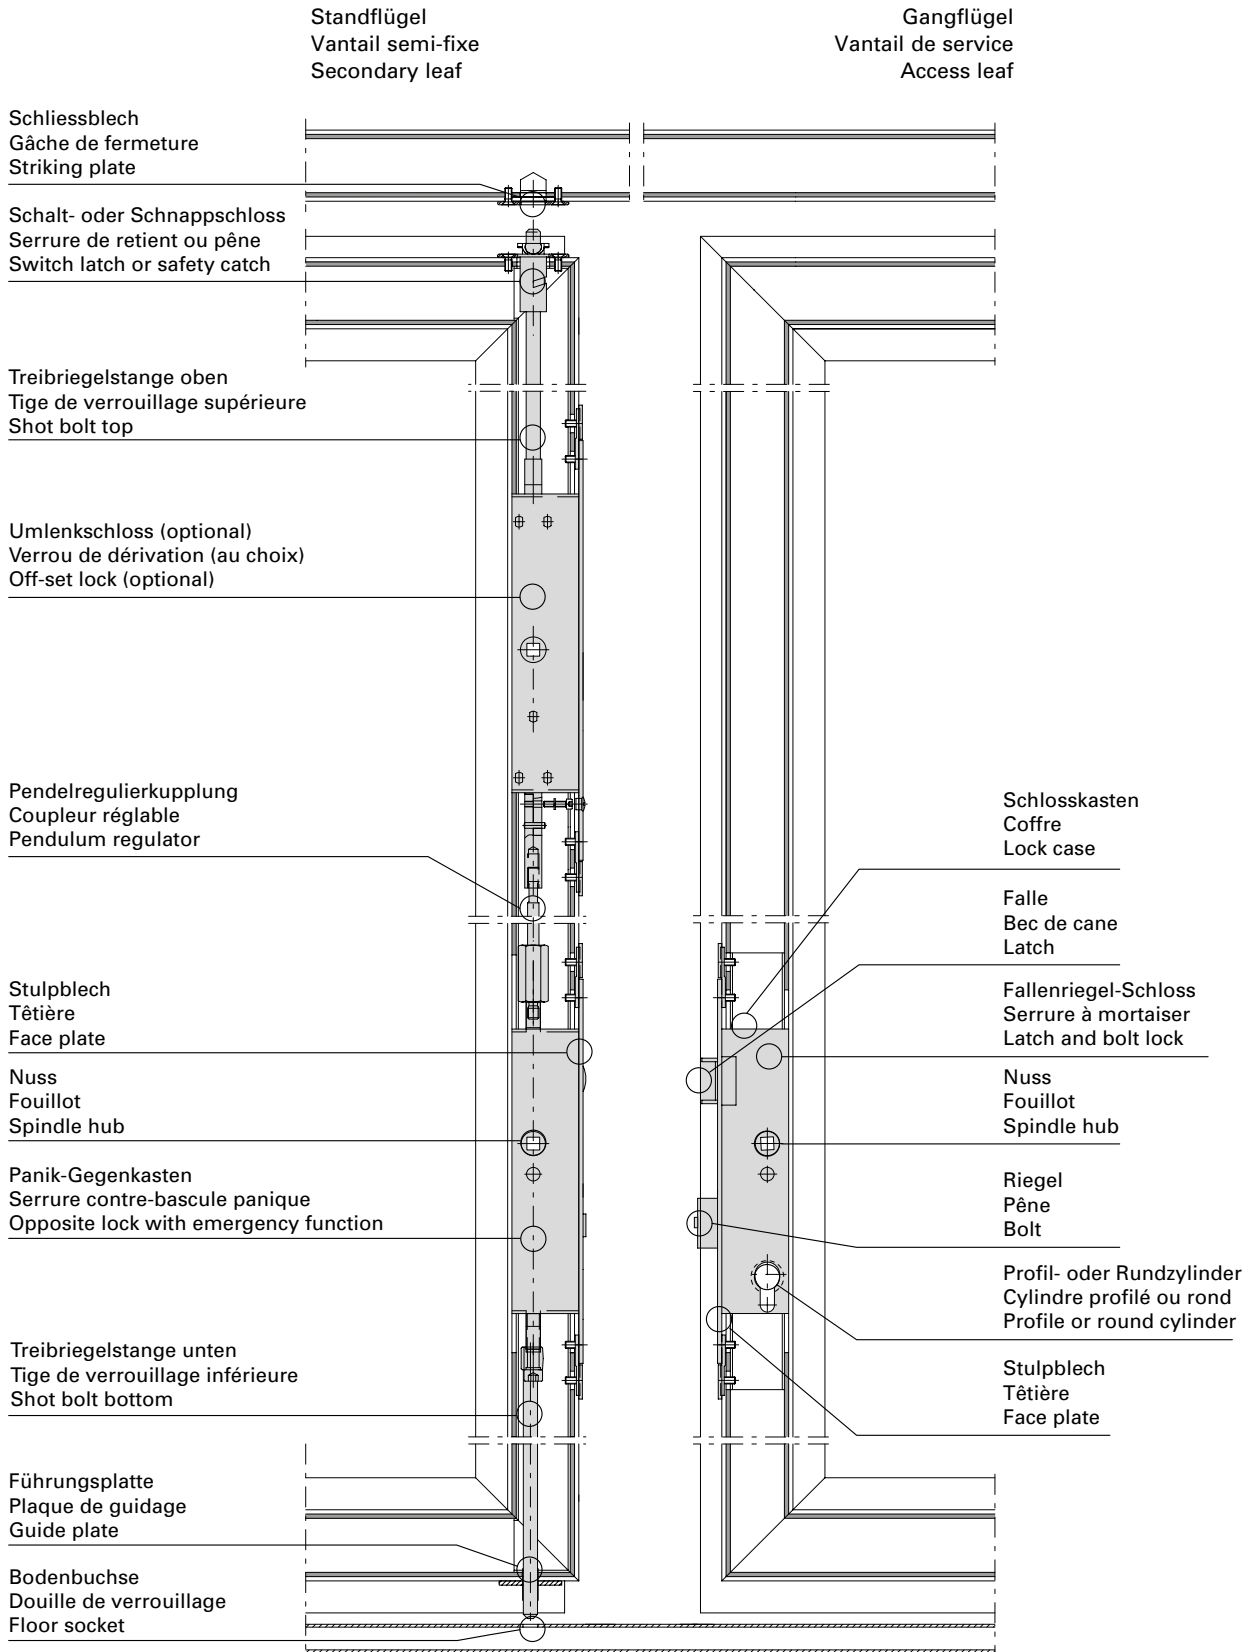 Standflügel
Vantail semi-fixe
Secondary leaf
Gangflügel
Vantail de service
Access leaf
Schliessblech
Gâche de fermeture
Striking plate
Schalt- oder Schnappschloss
Serrure de retient ou pêne
Switch latch or safety catch
Treibriegelstange oben
Tige de verrouillage supérieure
Shot bolt top
Umlenkschloss (optional)
Verrou de dérivation (au choix)
Off-set lock (optional)
Pendelregulierkupplung
Coupleur réglable
Pendulum regulator
Stulpblech
Têtière
Face plate
Nuss
Fouillot
Spindle hub
Panik-Gegenkasten
Serrure contre-bascule panique
Opposite lock with emergency function
Treibriegelstange unten
Tige de verrouillage inférieure
Shot bolt bottom
Führungsplatte
Plaque de guidage
Guide plate
Bodenbuchse
Douille de verrouillage
Floor socket
Schlosskasten
Coffre
Lock case
Falle
Bec de cane
Latch
Fallenriegel-Schloss
Serrure à mortaiser
Latch and bolt lock
Nuss
Fouillot
Spindle hub
Riegel
Pêne
Bolt
Profil- oder Rundzylinder
Cylindre profilé ou rond
Profile or round cylinder
Stulpblech
Têtière
Face plate